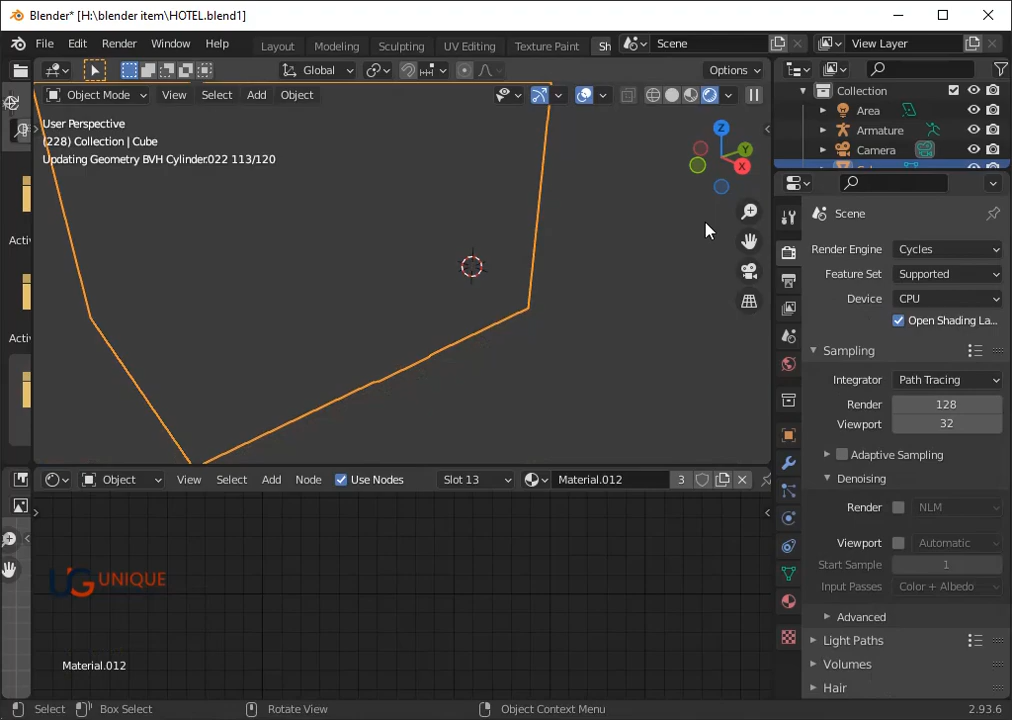 Blender* [H:\blender item\HOTEL.blend1]
File Edit Render Window Help Layout Modeling Sculpting UV Editing Texture Paint Sh Scene View Layer
Global Options
Object Mode View Select Add Object
Collection
Area
Armature
Camera
User Perspective
(228) Collection | Cube
Updating Geometry BVH Cylinder.022 113/120
Z
Y
X
Acti
Acti
Scene
Render Engine Cycles
Feature Set Supported
Device CPU
Open Shading La...
Sampling
Integrator Path Tracing
Render 128
Viewport 32
Adaptive Sampling
Denoising
Render NLM
Viewport Automatic
Start Sample 1
Input Passes Color + Albedo
Advanced
Light Paths
Volumes
Hair
Object View Select Add Node Use Nodes Slot 13 Material.012 3
UG UNIQUE
Material.012
Select Box Select Rotate View Object Context Menu 2.93.6